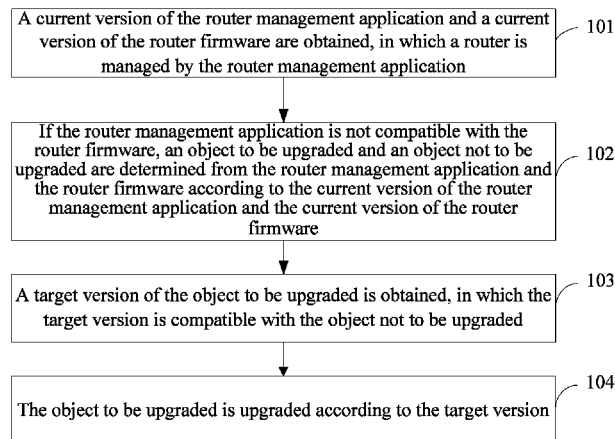 A current version of the router management application and a current
version of the router firmware are obtained, in which a router is
managed by the router management application
101
If the router management application is not compatible with the
router firmware, an object to be upgraded and an object not to be
upgraded are determined from the router management application and
the router firmware according to the current version of the router
management application and the current version of the router
firmware
102
A target version of the object to be upgraded is obtained, in which the
target version is compatible with the object not to be upgraded
103
The object to be upgraded is upgraded according to the target version
104